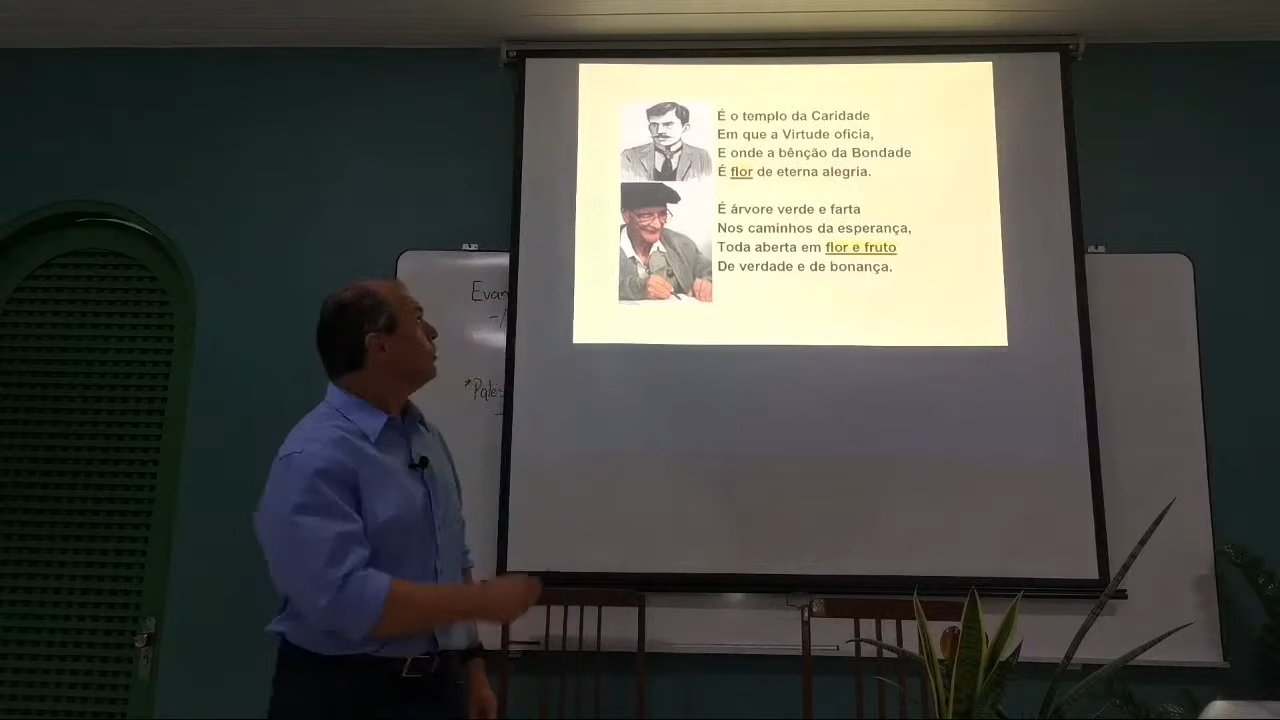 É o templo da Caridade
Em que a Virtude oficia,
E onde a bênção da Bondade
É flor de eterna alegria.
É árvore verde e farta
Nos caminhos da esperança,
Toda aberta em flor e fruto
De verdade e de bonança.
Evan